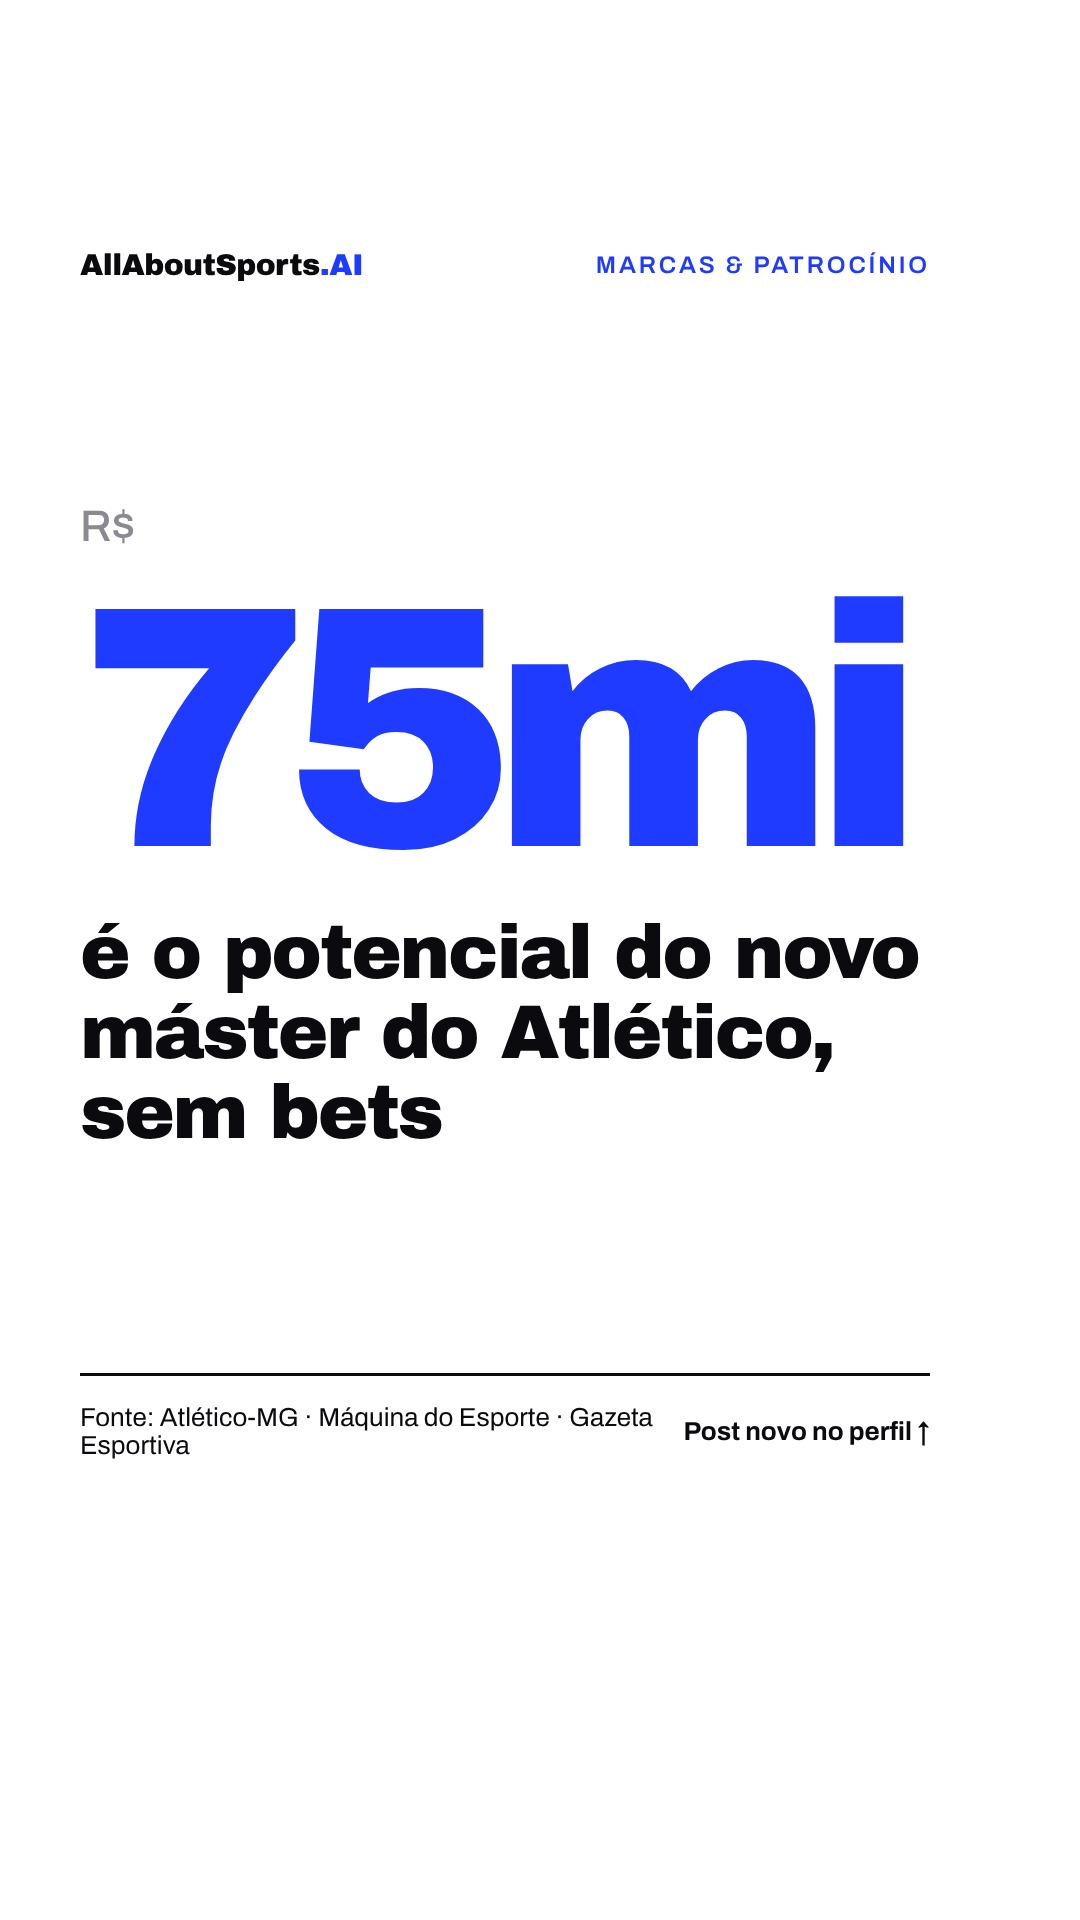 AllAboutSports.AI
MARCAS & PATROCÍNIO
R$
75mi
é o potencial do novo
máster do Atlético,
sem bets
Fonte: Atlético-MG · Máquina do Esporte · Gazeta
Esportiva
Post novo no perfil ↑